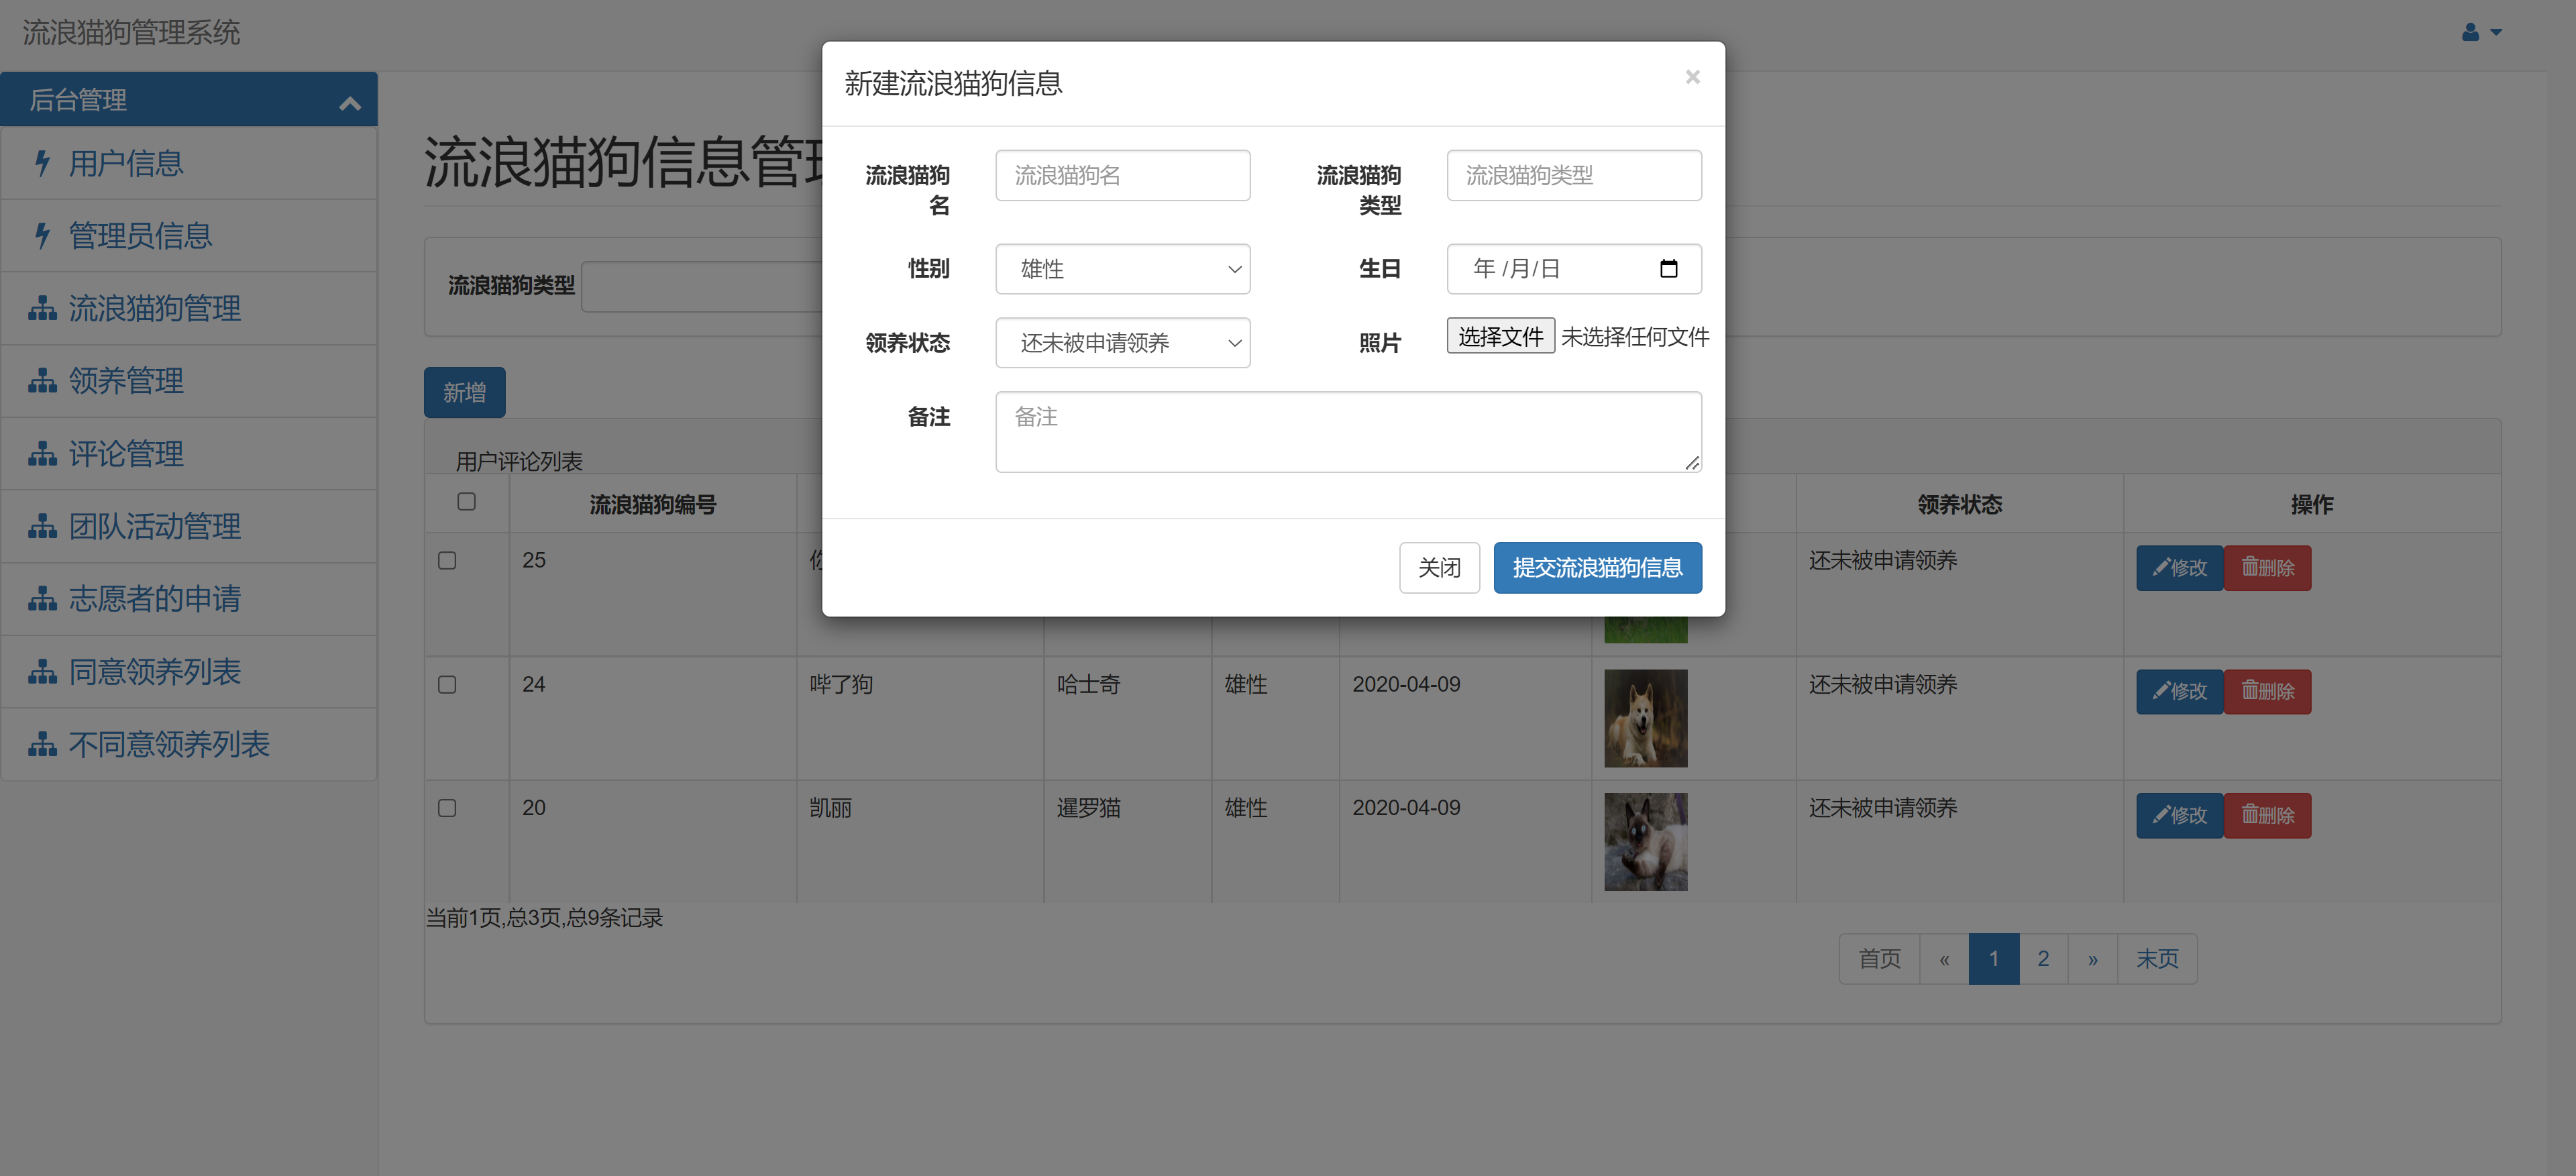 流浪猫狗管理系统
后台管理
用户信息
管理员信息
流浪猫狗管理
领养管理
评论管理
团队活动管理
志愿者的申请
同意领养列表
不同意领养列表
流浪猫狗信息管
流浪猫狗类型
新增
用户评论列表
流浪猫狗编号 领养状态 操作
25 还未被申请领养 修改 删除
24 哔了狗 哈士奇 雄性 2020-04-09 还未被申请领养 修改 删除
20 凯丽 暹罗猫 雄性 2020-04-09 还未被申请领养 修改 删除
当前1页,总3页,总9条记录
首页 « 1 2 » 末页
新建流浪猫狗信息 ×
流浪猫狗名 流浪猫狗名 流浪猫狗类型 流浪猫狗类型
性别 雄性 生日 年 /月/日
领养状态 还未被申请领养 照片 选择文件 未选择任何文件
备注 备注
关闭 提交流浪猫狗信息